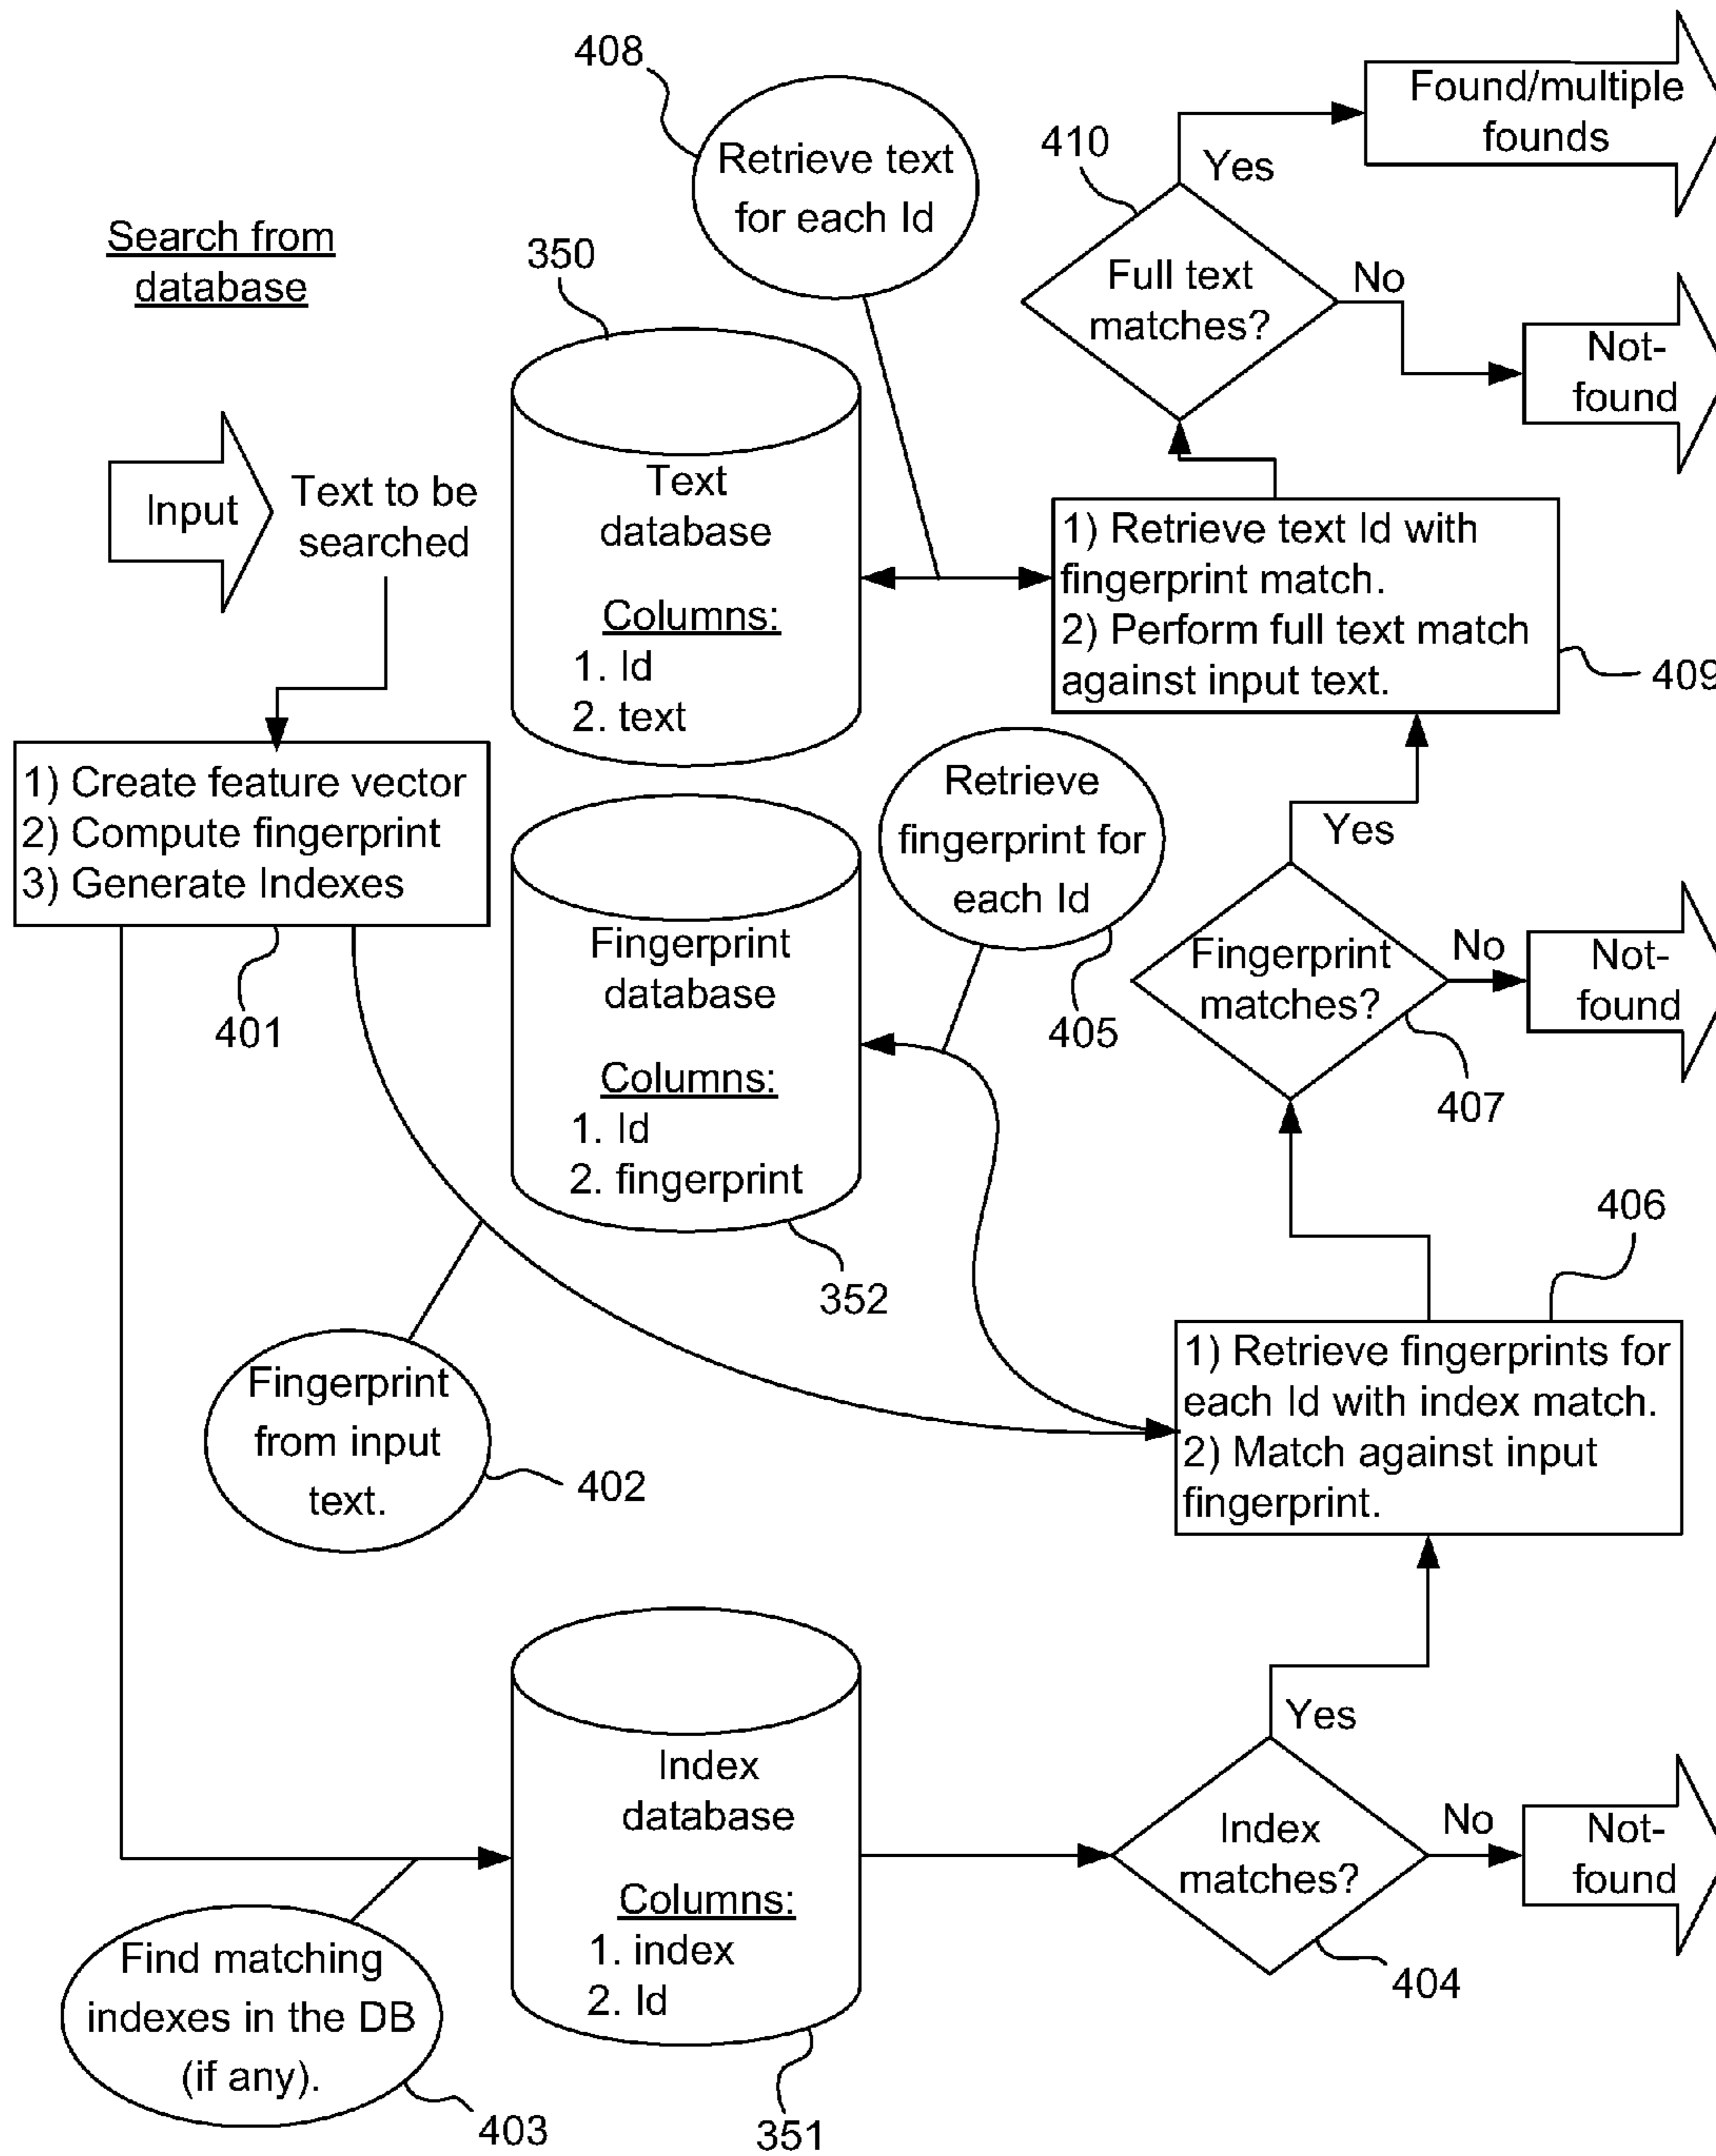 Search from
database
Input
Text to be
searched
1) Create feature vector
2) Compute fingerprint
3) Generate Indexes
401
Fingerprint
from input
text.
402
Find matching
indexes in the DB
(if any).
403
408
Retrieve text
for each Id
350
Text
database
Columns:
1. Id
2. text
Retrieve
fingerprint for
each Id
405
Fingerprint
database
Columns:
1. Id
2. fingerprint
352
Index
database
Columns:
1. index
2. Id
351
Found/multiple
founds
410
Yes
Full text
matches?
No
Not-
found
1) Retrieve text Id with
fingerprint match.
2) Perform full text match
against input text.
409
Yes
Fingerprint
matches?
No
Not-
found
407
406
1) Retrieve fingerprints for
each Id with index match.
2) Match against input
fingerprint.
Yes
Index
matches?
No
Not-
found
404